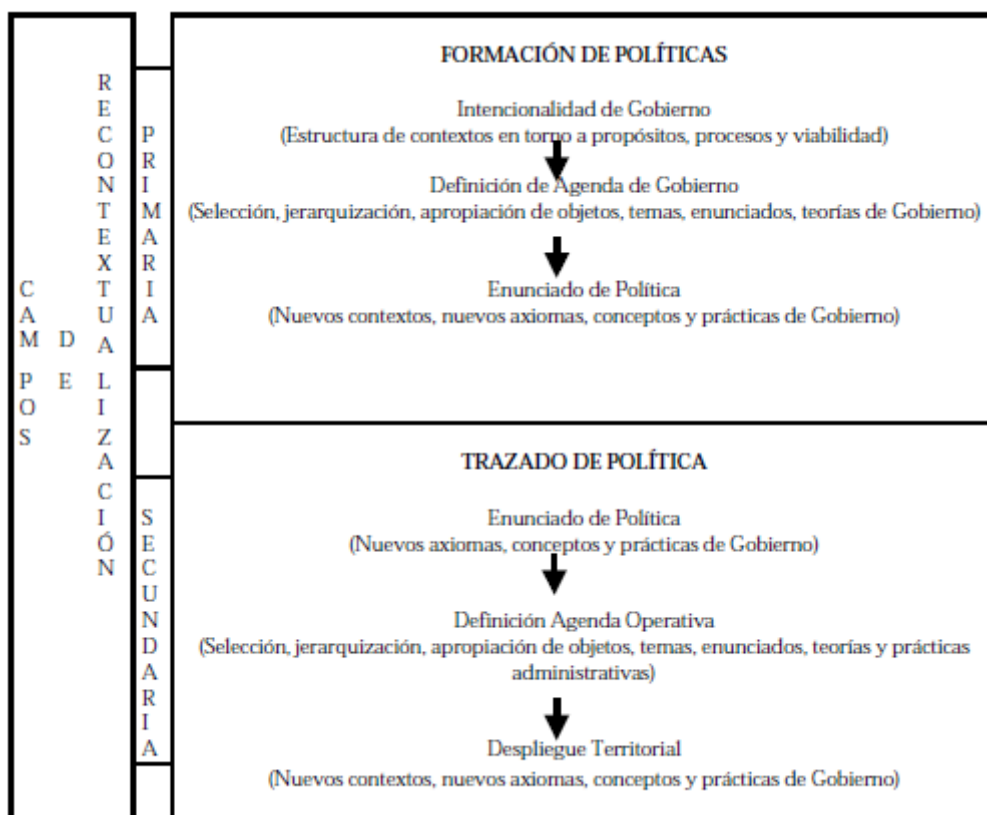 CAMPOS
DE
RECONTEXTUALIZACIÓN
PRIMARIA
FORMACIÓN DE POLÍTICAS
Intencionalidad de Gobierno
(Estructura de contextos en torno a propósitos, procesos y viabilidad)
Definición de Agenda de Gobierno
(Selección, jerarquización, apropiación de objetos, temas, enunciados, teorías de Gobierno)
Enunciado de Política
(Nuevos contextos, nuevos axiomas, conceptos y prácticas de Gobierno)
SECUNDARIA
TRAZADO DE POLÍTICA
Enunciado de Política
(Nuevos axiomas, conceptos y prácticas de Gobierno)
Definición Agenda Operativa
(Selección, jerarquización, apropiación de objetos, temas, enunciados, teorías y prácticas
administrativas)
Despliegue Territorial
(Nuevos contextos, nuevos axiomas, conceptos y prácticas de Gobierno)